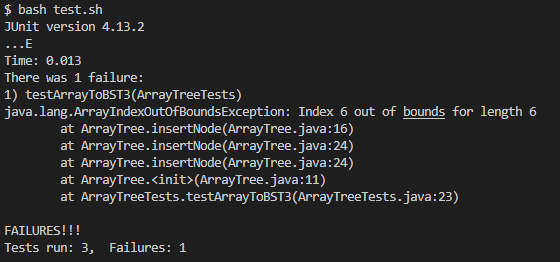 $ bash test.sh
JUnit version 4.13.2
...E
Time: 0.013
There was 1 failure:
1) testArrayToBST3(ArrayTreeTests)
java.lang.ArrayIndexOutOfBoundsException: Index 6 out of bounds for length 6
        at ArrayTree.insertNode(ArrayTree.java:16)
        at ArrayTree.insertNode(ArrayTree.java:24)
        at ArrayTree.insertNode(ArrayTree.java:24)
        at ArrayTree.<init>(ArrayTree.java:11)
        at ArrayTreeTests.testArrayToBST3(ArrayTreeTests.java:23)

FAILURES!!!
Tests run: 3,  Failures: 1